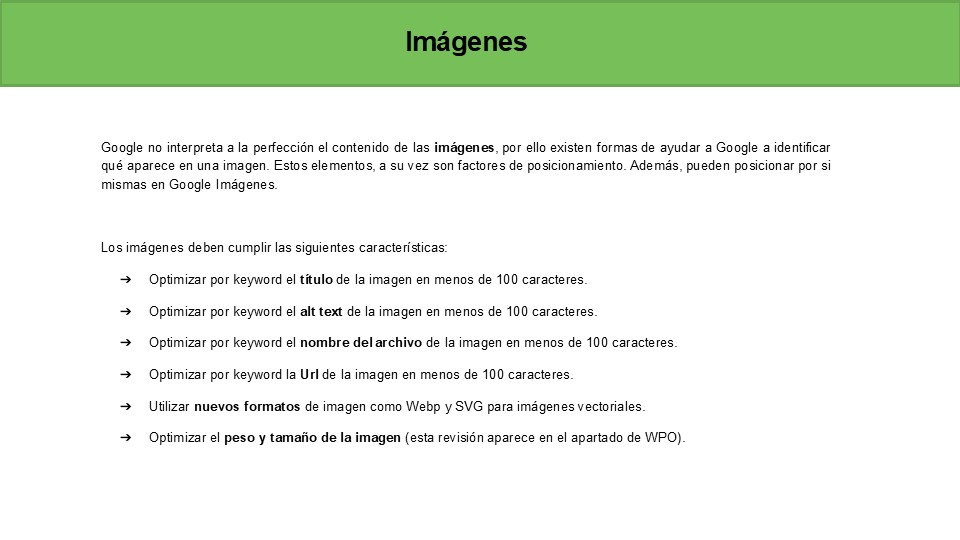 Imágenes
Google no interpreta a la perfección el contenido de las imágenes, por ello existen formas de ayudar a Google a identificar
qué aparece en una imagen. Estos elementos, a su vez son factores de posicionamiento. Además, pueden posicionar por si
mismas en Google Imágenes.
Los imágenes deben cumplir las siguientes características:
➔ Optimizar por keyword el título de la imagen en menos de 100 caracteres.
➔ Optimizar por keyword el alt text de la imagen en menos de 100 caracteres.
➔ Optimizar por keyword el nombre del archivo de la imagen en menos de 100 caracteres.
➔ Optimizar por keyword la Url de la imagen en menos de 100 caracteres.
➔ Utilizar nuevos formatos de imagen como Webp y SVG para imágenes vectoriales.
➔ Optimizar el peso y tamaño de la imagen (esta revisión aparece en el apartado de WPO).